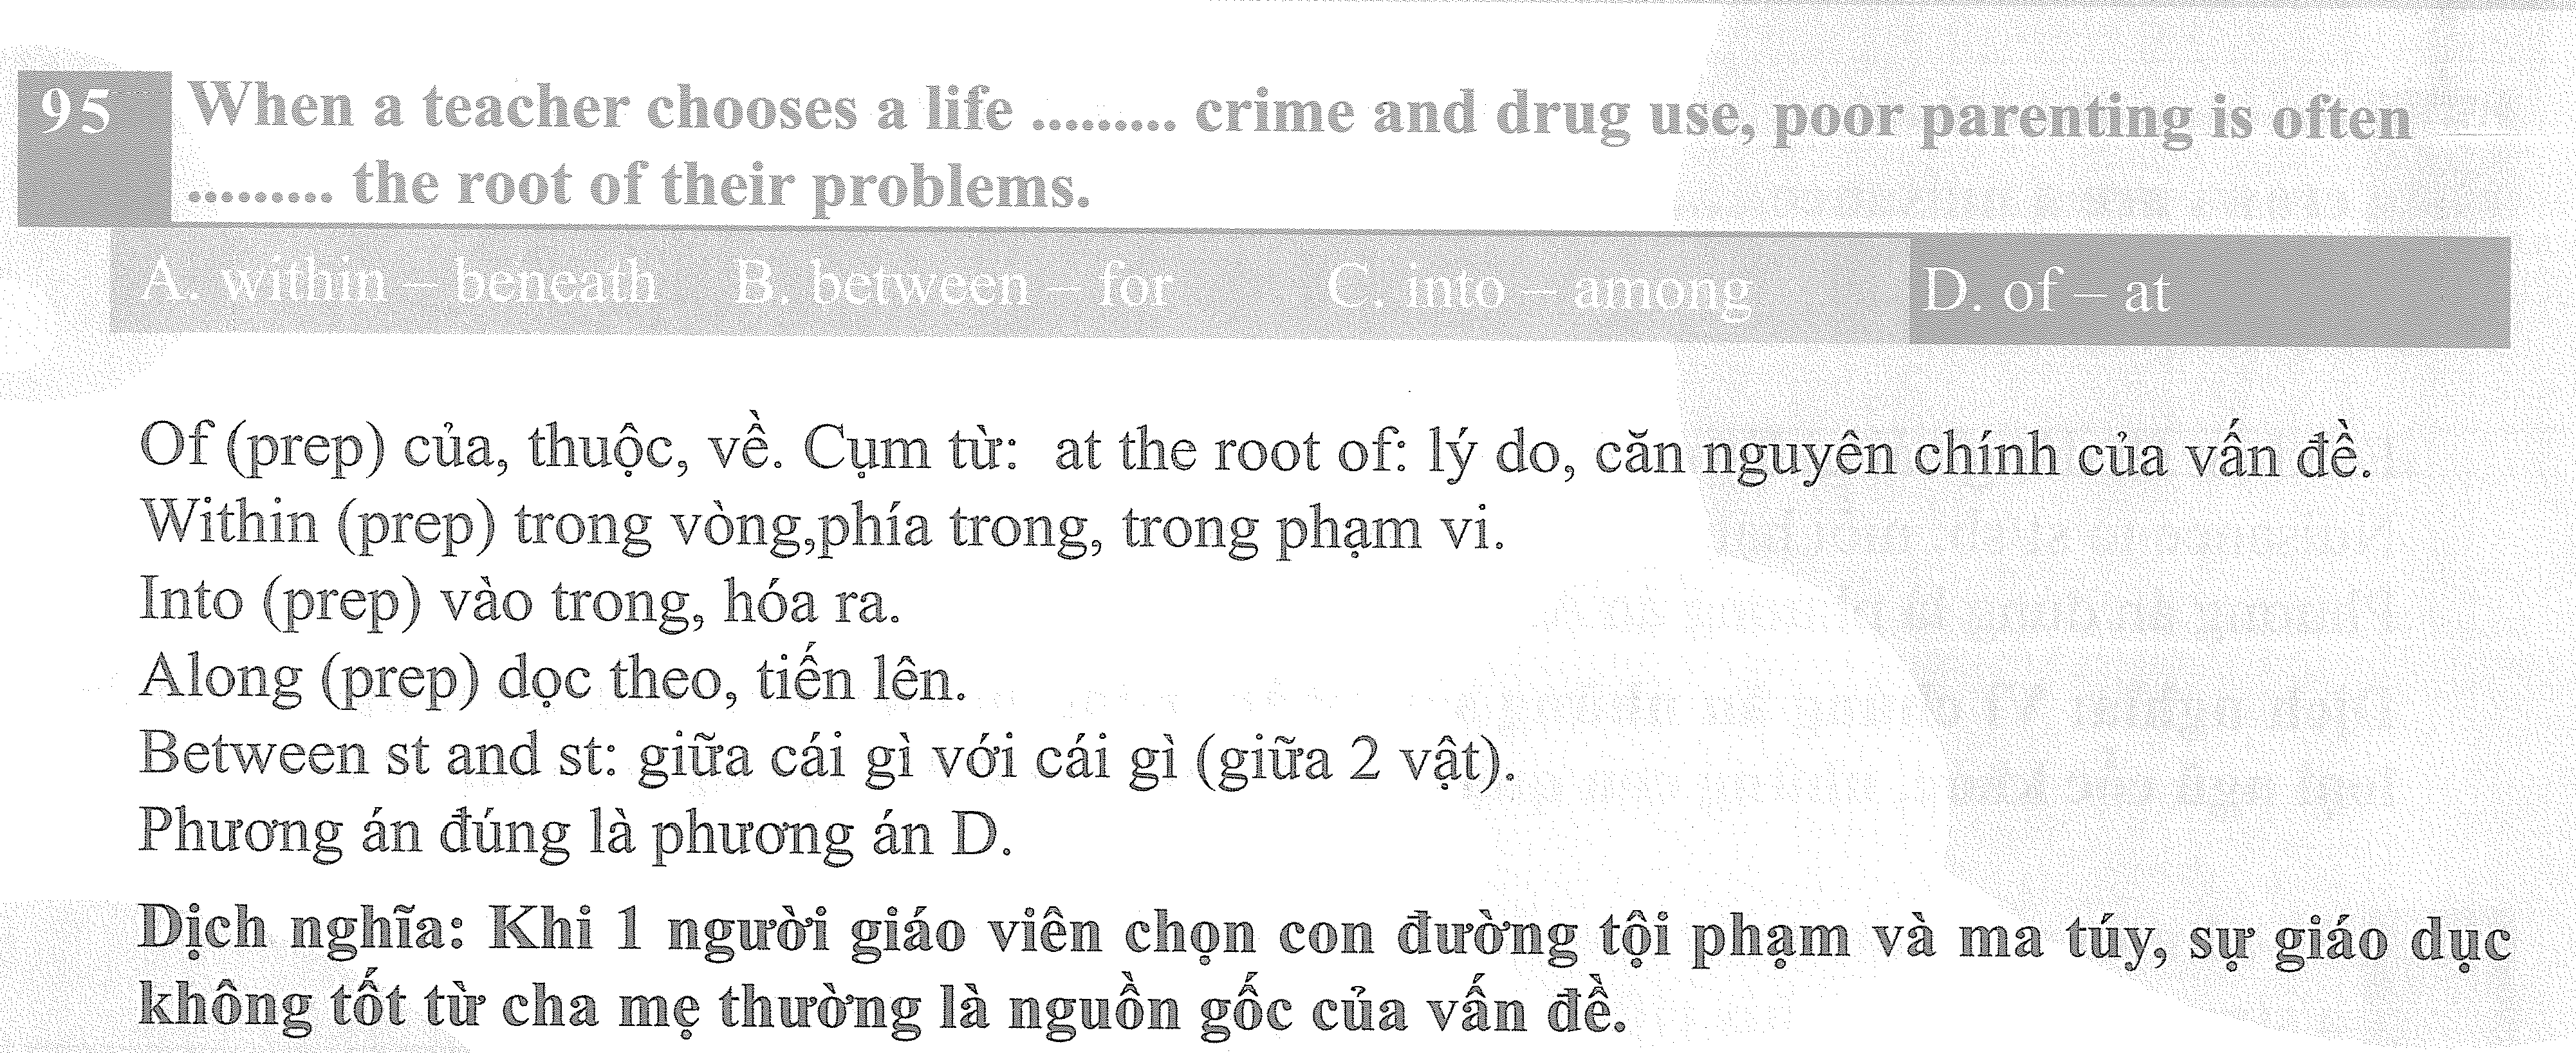 95 When a teacher chooses a life ......... crime and drug use, poor parenting is often
......... the root of their problems.
A. within – beneath B. between – for C. into – among D. of – at
Of (prep) của, thuộc, về. Cụm từ: at the root of: lý do, căn nguyên chính của vấn đề.
Within (prep) trong vòng,phía trong, trong phạm vi.
Into (prep) vào trong, hóa ra.
Along (prep) dọc theo, tiến lên.
Between st and st: giữa cái gì với cái gì (giữa 2 vật).
Phương án đúng là phương án D.
Dịch nghĩa: Khi 1 người giáo viên chọn con đường tội phạm và ma túy, sự giáo dục
không tốt từ cha mẹ thường là nguồn gốc của vấn đề.